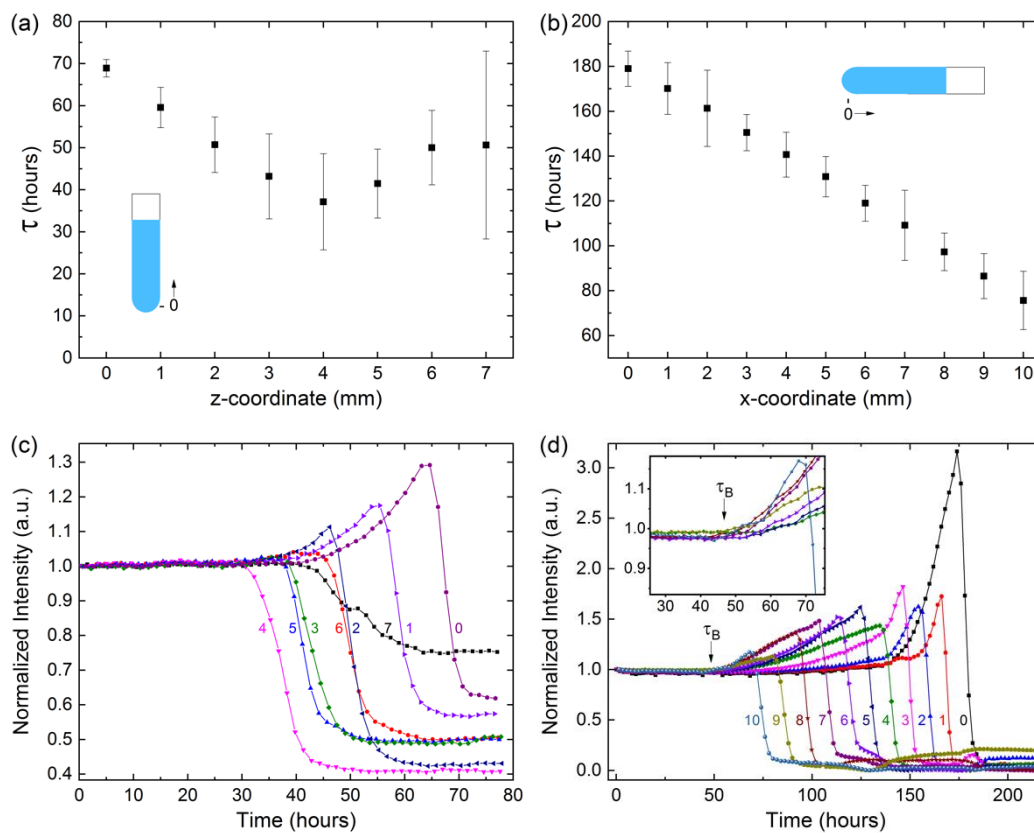 (a)
80
70
60
50
40
30
20
10
0
τ (hours)
0 1 2 3 4 5 6 7
z-coordinate (mm)
0
(b)
200
180
160
140
120
100
80
60
τ (hours)
0 1 2 3 4 5 6 7 8 9 10
x-coordinate (mm)
0
(c)
1.3
1.2
1.1
1.0
0.9
0.8
0.7
0.6
0.5
0.4
Normalized Intensity (a.u.)
4 5 3 6 2 7 1 0
0 10 20 30 40 50 60 70 80
Time (hours)
(d)
3.0
2.5
2.0
1.5
1.0
0.5
0.0
Normalized Intensity (a.u.)
1.1
1.0
0.9
τB
30 40 50 60 70
τB
10 9 8 7 6 5 4 3 2 1 0
0 50 100 150 200
Time (hours)